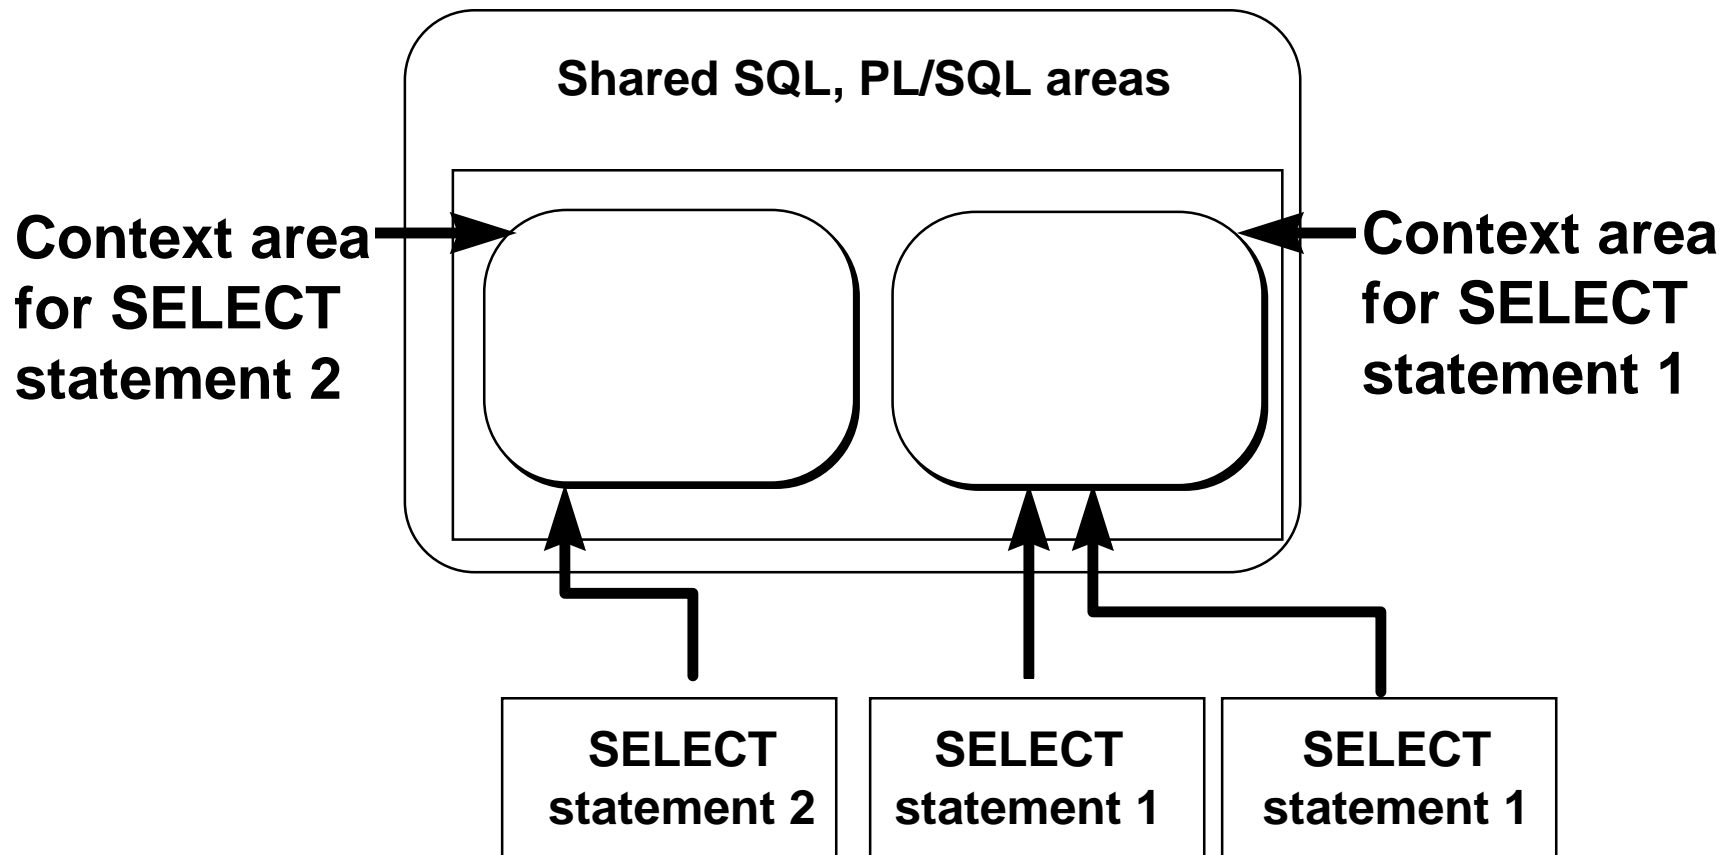 Shared SQL, PL/SQL areas
Context area
for SELECT
statement 2
Context area
for SELECT
statement 1
SELECT
statement 2
SELECT
statement 1
SELECT
statement 1